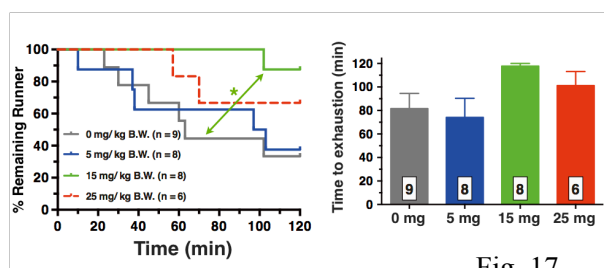 % Remaining Runner
100
80
60
40
20
0
0 mg/ kg B.W. (n = 9)
5 mg/ kg B.W. (n = 8)
15 mg/ kg B.W. (n = 8)
25 mg/ kg B.W. (n = 6)
*
0 20 40 60 80 100 120
Time (min)
Time to exhaustion (min)
120
100
80
60
40
20
0
9 8 8 6
0 mg 5 mg 15 mg 25 mg
Fig. 17